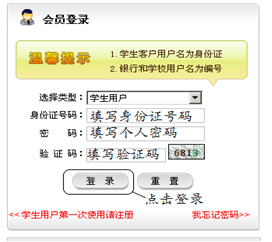 会员登录
温馨提示
1.学生客户用户名为身份证
2.银行和学校用户名为编号
选择类型： 学生用户
身份证号码： 填写身份证号码
密 码： 填写个人密码
验 证 码： 填写验证码 6813
登 录 重 置
点击登录
<<学生用户第一次使用请注册 我忘记密码>>